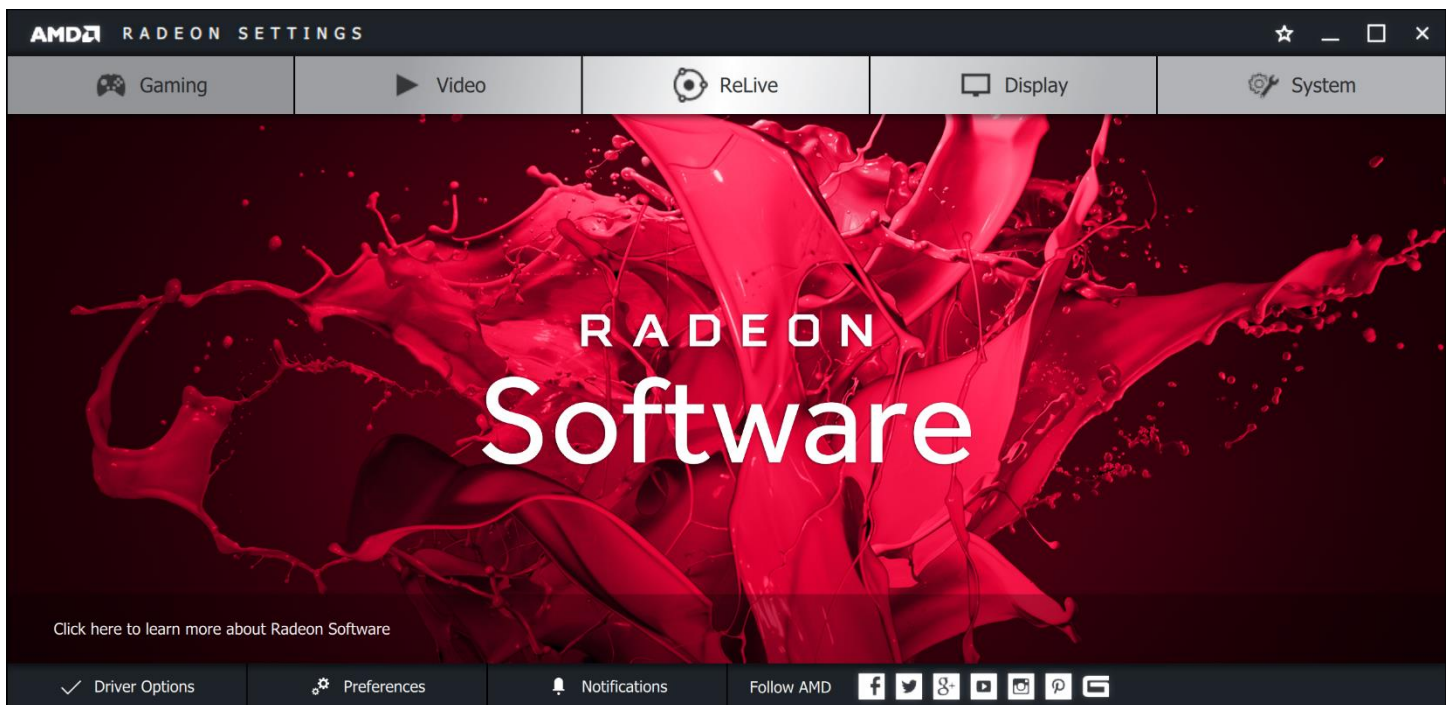 AMD RADEON SETTINGS
Gaming Video ReLive Display System
RADEON
Software
Click here to learn more about Radeon Software
Driver Options Preferences Notifications Follow AMD